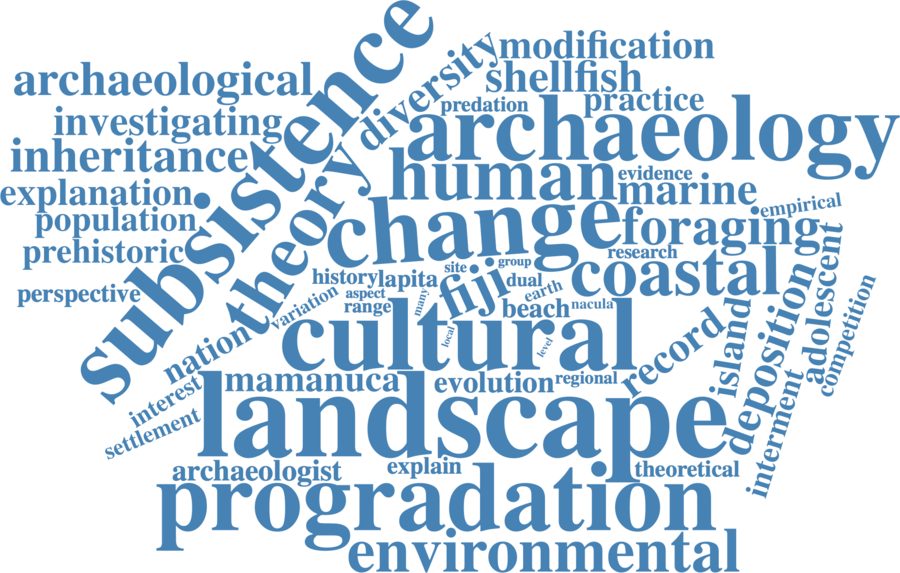 subsistence
diversity
modification
archaeological
shellfish
predation
practice
investigating
archaeology
inheritance
theory
human
evidence
explanation
marine
population
change
empirical
foraging
prehistoric
research
adolescent
history
lapita
site
group
coastal
perspective
variation
aspect
range
many
fiji
dual
earth
beach
nacula
deposition
competition
nation
cultural
local
level
record
island
interest
mamanuca
evolution
regional
settlement
landscape
interment
archaeologist
explain
theoretical
progradation
environmental